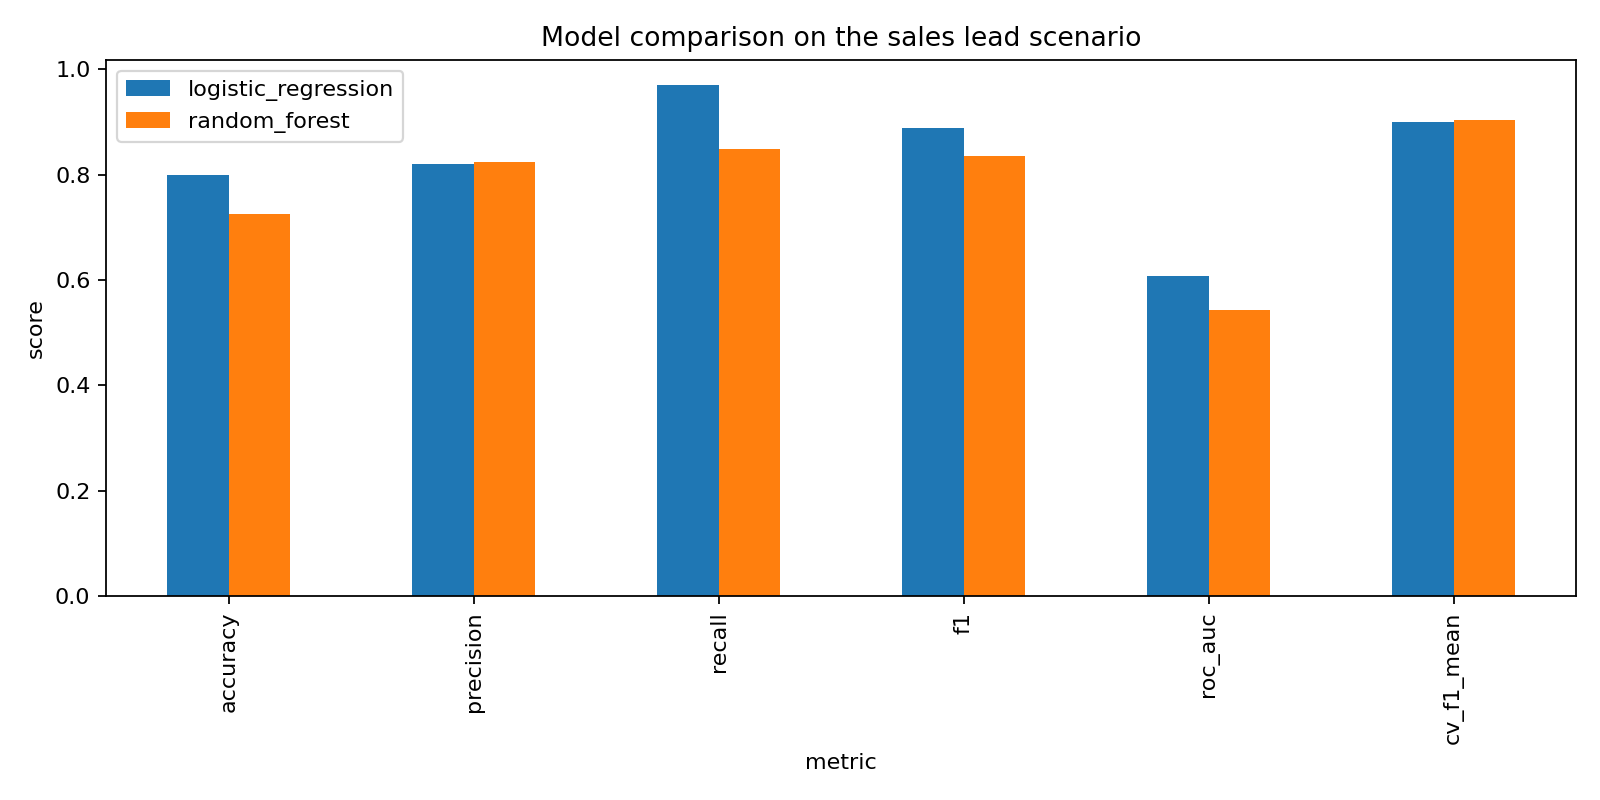 Model comparison on the sales lead scenario
logistic_regression
random_forest
1.0
0.8
0.6
0.4
0.2
0.0
score
accuracy
precision
recall
f1
roc_auc
cv_f1_mean
metric